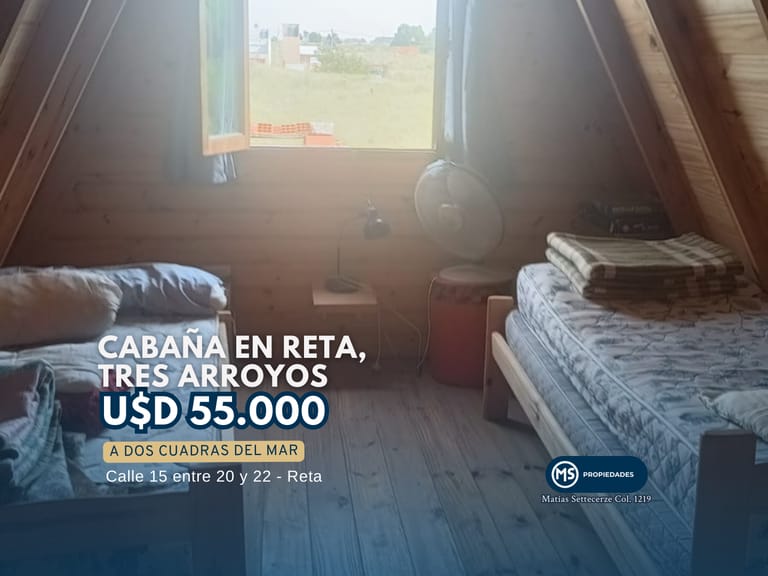 CABAÑA EN RETA,
TRES ARROYOS
U$D 55.000
A DOS CUADRAS DEL MAR
Calle 15 entre 20 y 22 - Reta
MS PROPIEDADES
Matías Settecerze Col. 1219